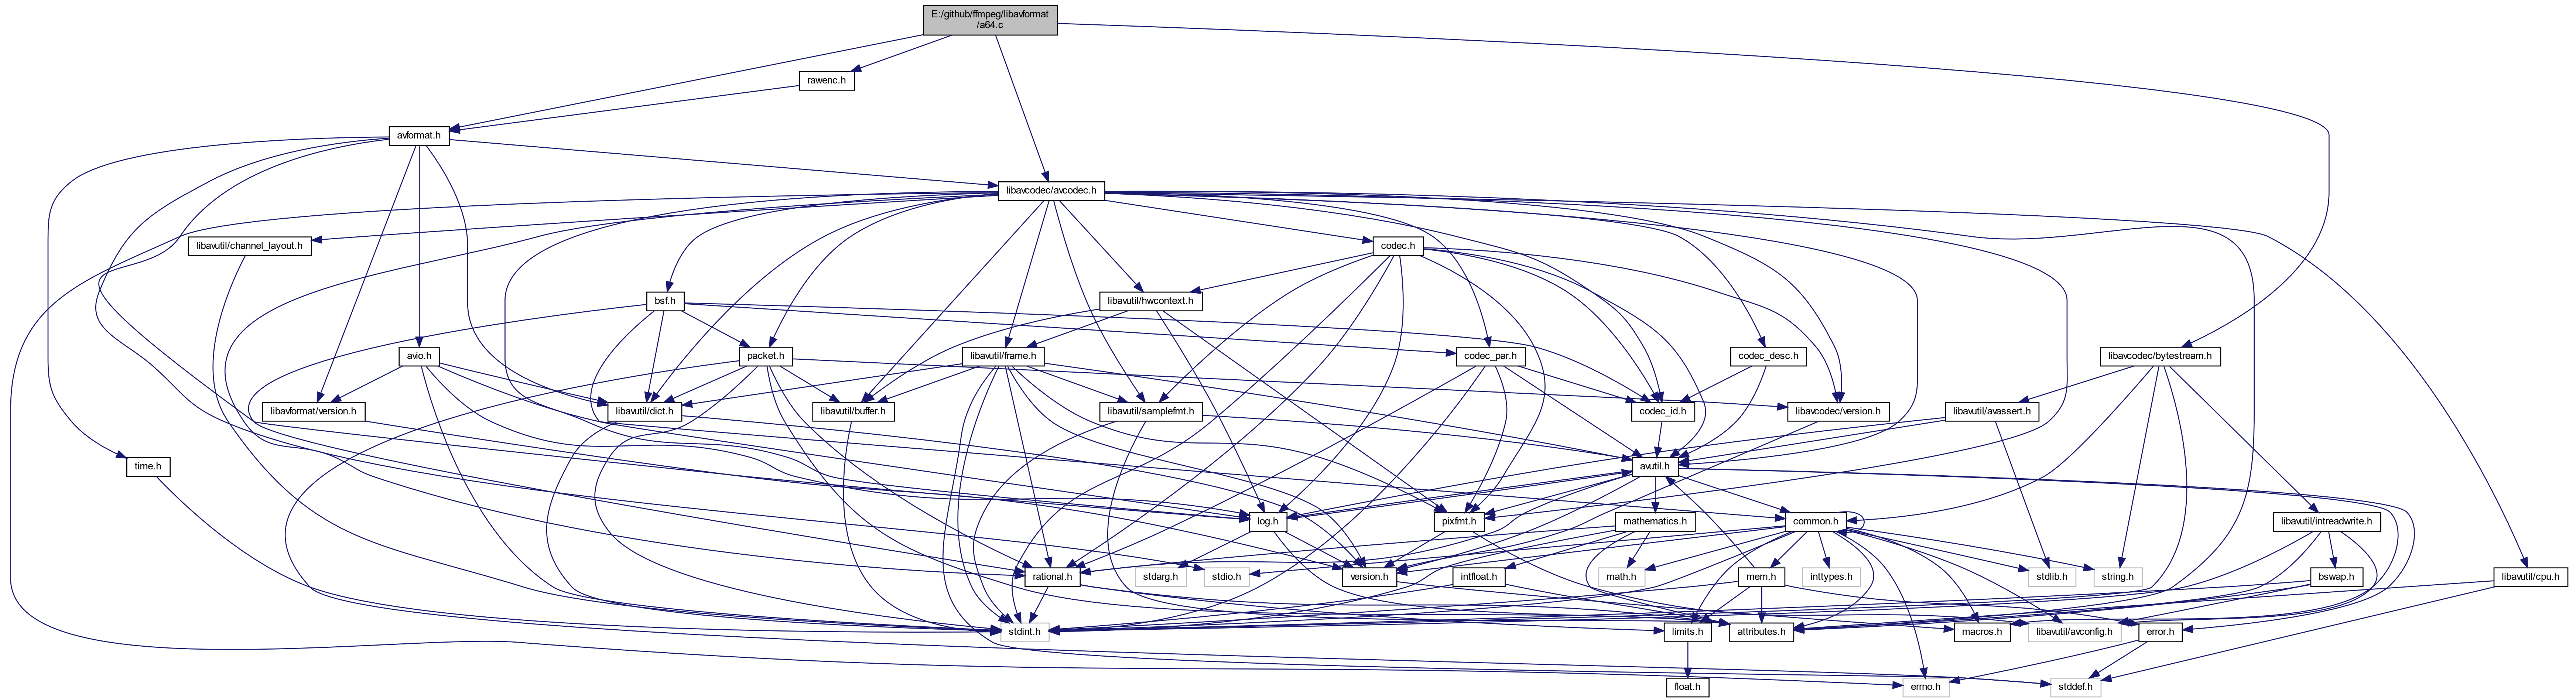 E:/github/ffmpeg/libavformat
/a64.c
rawenc.h
avformat.h
libavcodec/avcodec.h
libavutil/channel_layout.h
codec.h
bsf.h
libavutil/hwcontext.h
avio.h
packet.h
libavutil/frame.h
codec_par.h
codec_desc.h
libavcodec/bytestream.h
libavformat/version.h
libavutil/dict.h
libavutil/buffer.h
libavutil/samplefmt.h
codec_id.h
libavcodec/version.h
libavutil/avassert.h
time.h
avutil.h
log.h
pixfmt.h
mathematics.h
common.h
libavutil/intreadwrite.h
rational.h
stdarg.h
stdio.h
version.h
intfloat.h
math.h
mem.h
inttypes.h
stdlib.h
string.h
bswap.h
libavutil/cpu.h
stdint.h
limits.h
attributes.h
macros.h
libavutil/avconfig.h
error.h
float.h
errno.h
stddef.h